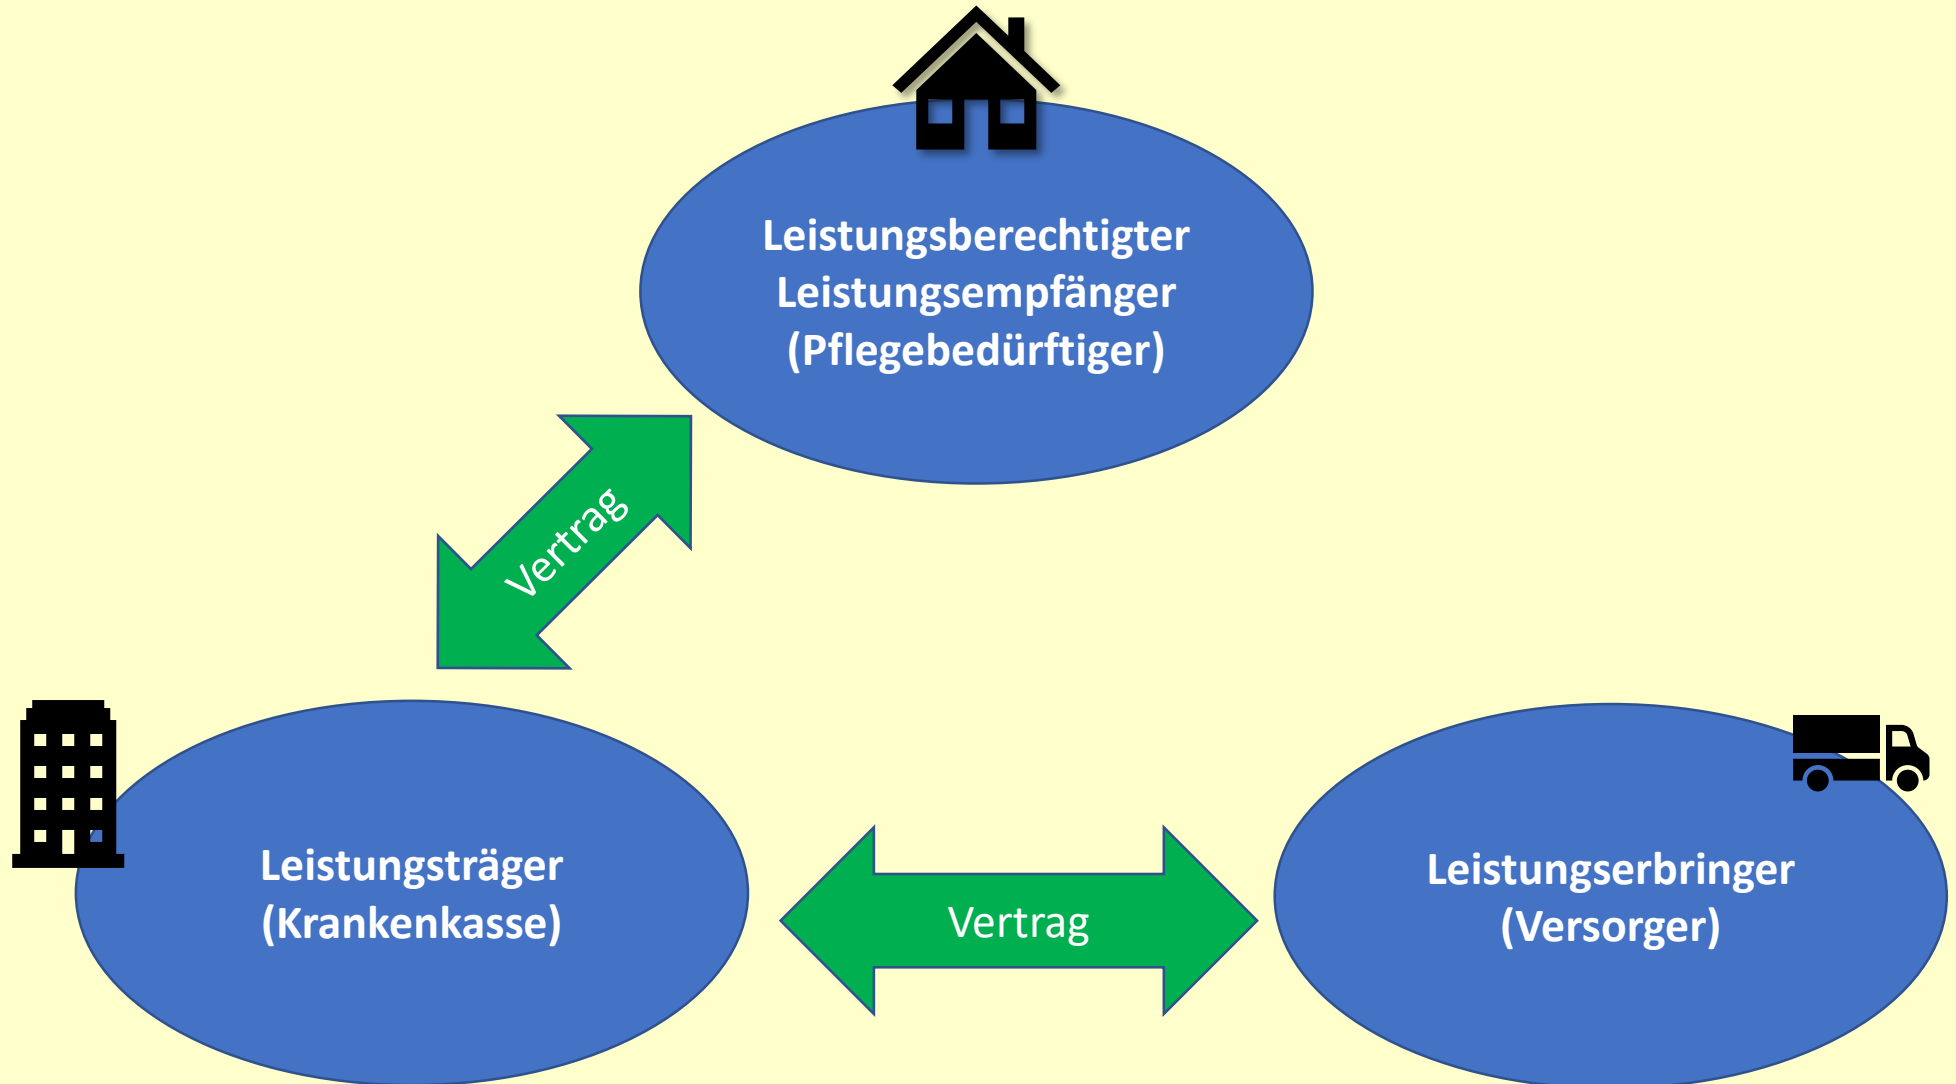 Leistungsberechtigter
Leistungsempfänger
(Pflegebedürftiger)
Vertrag
Leistungsträger
(Krankenkasse)
Vertrag
Leistungserbringer
(Versorger)